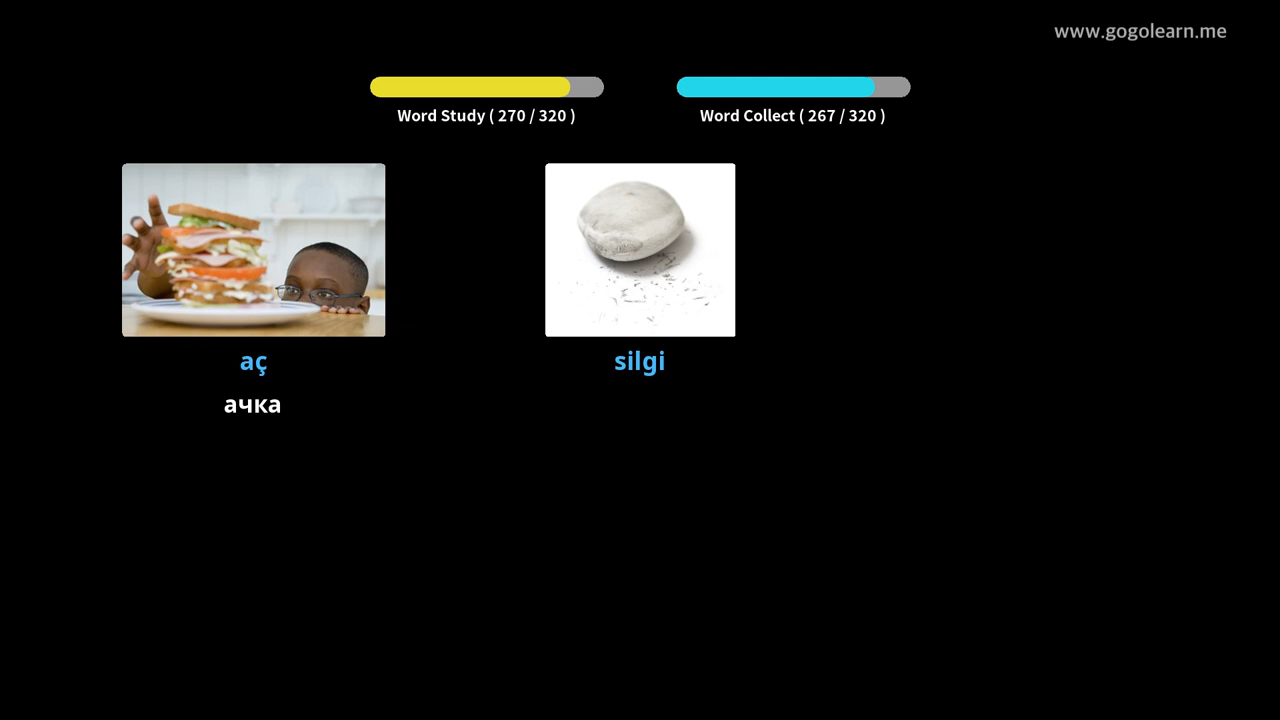 www.gogolearn.me
Word Study ( 270 / 320 )
Word Collect ( 267 / 320 )
aç
silgi
ачка